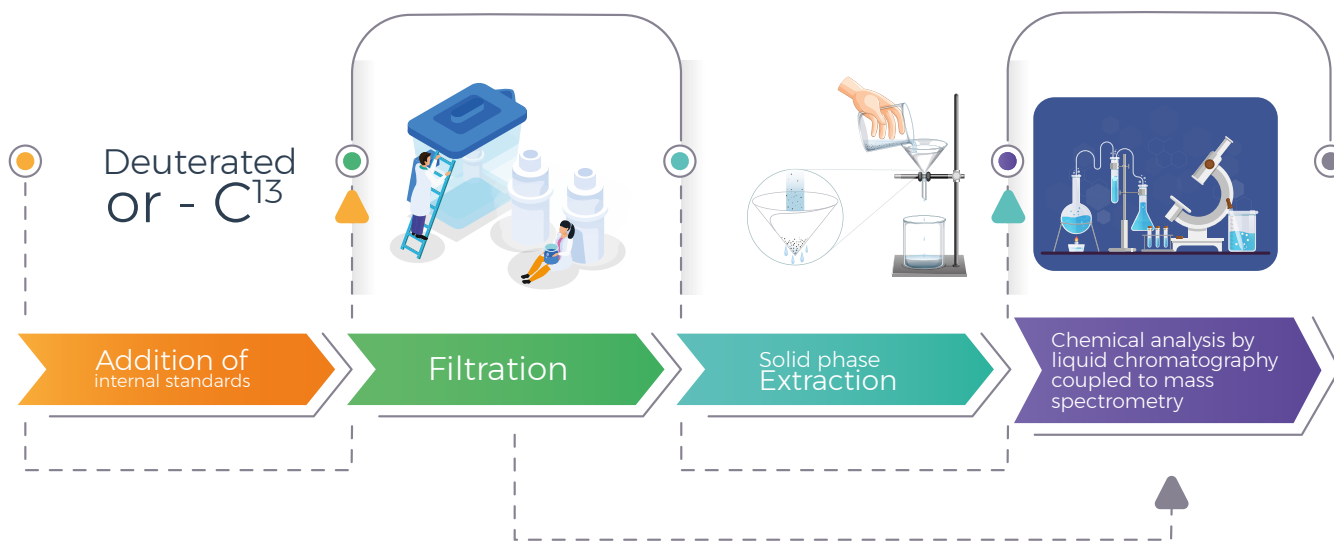 Deuterated
or - C¹³
Addition of
internal standards
Filtration
Solid phase
Extraction
Chemical analysis by
liquid chromatography
coupled to mass
spectrometry